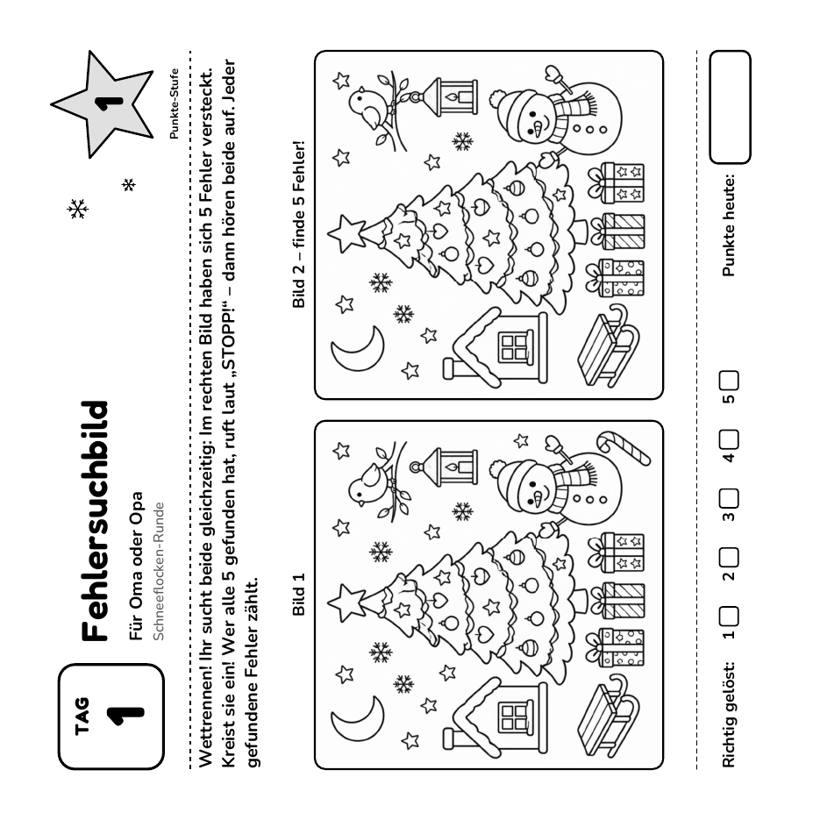 TAG
1
Fehlersuchbild
Für Oma oder Opa
Schneeflocken-Runde
1
Punkte-Stufe
Wettrennen! Ihr sucht beide gleichzeitig: Im rechten Bild haben sich 5 Fehler versteckt.
Kreist sie ein! Wer alle 5 gefunden hat, ruft laut „STOPP!“ – dann hören beide auf. Jeder
gefundene Fehler zählt.
Bild 1
Bild 2 – finde 5 Fehler!
Richtig gelöst: 1 2 3 4 5 Punkte heute: